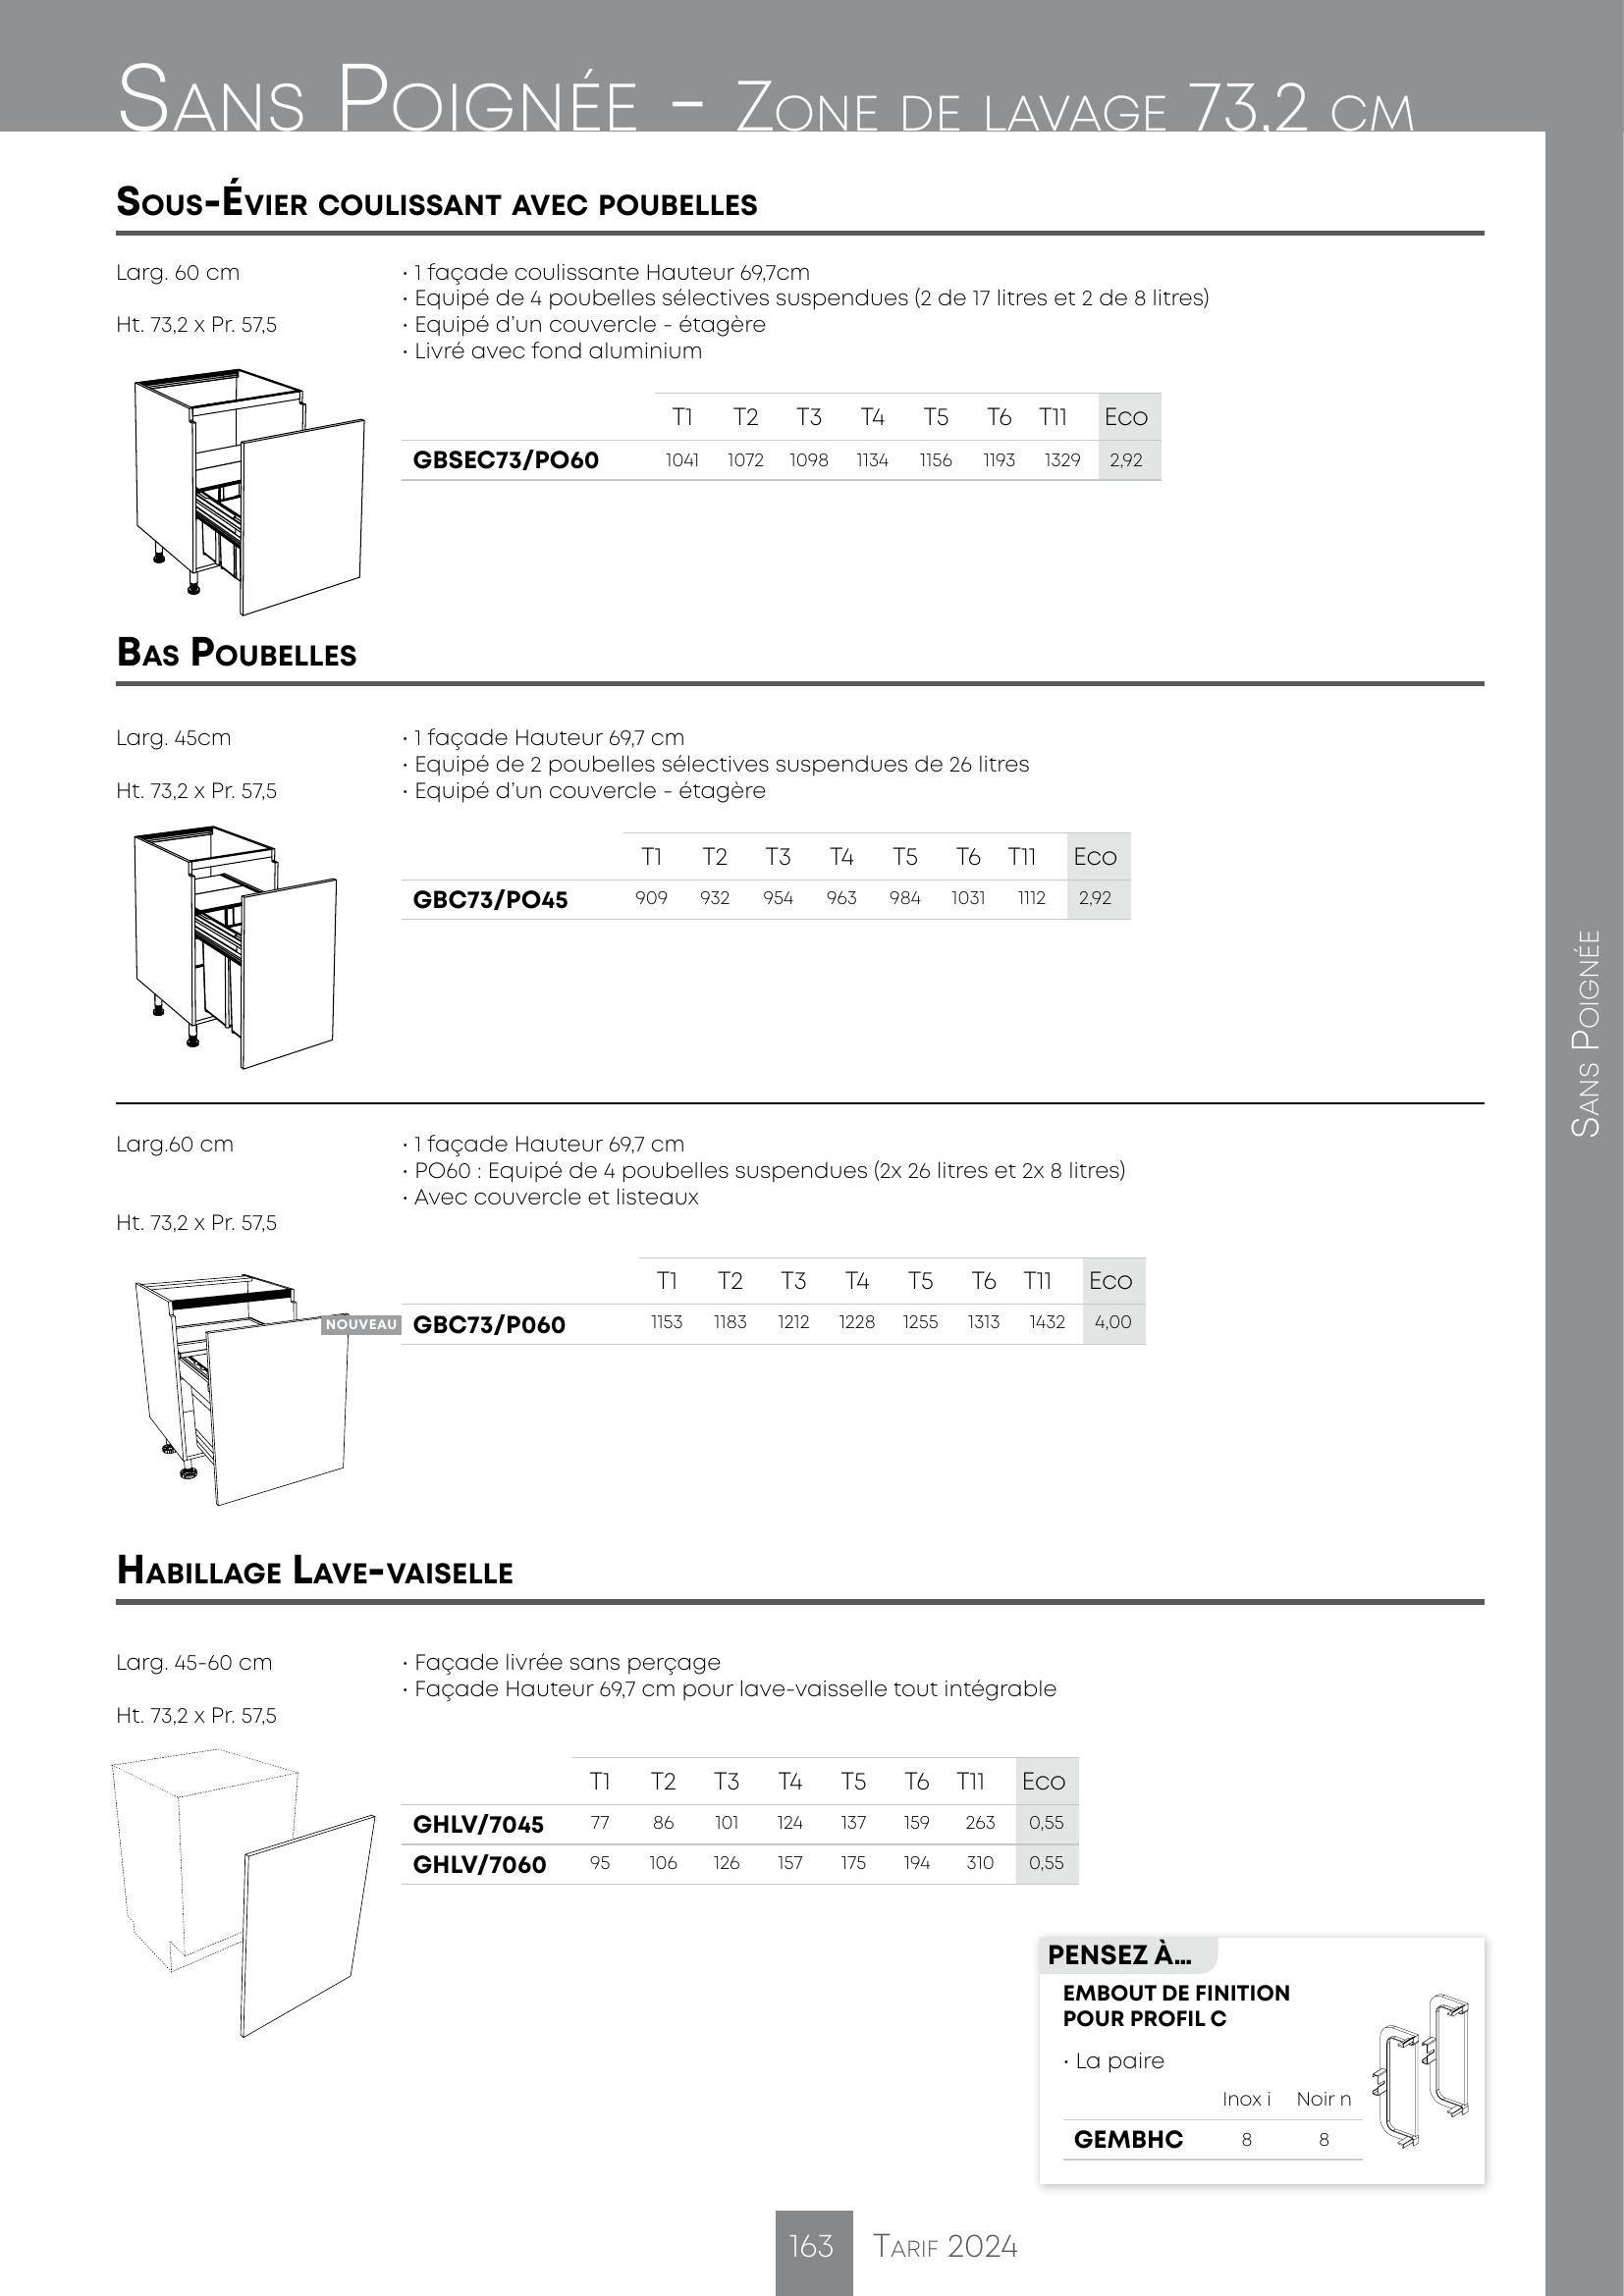 Sans Poignée - Zone de lavage 73,2 cm
Sous-Évier coulissant avec poubelles
Larg. 60 cm
Ht. 73,2 x Pr. 57,5
• 1 façade coulissante Hauteur 69,7cm
• Equipé de 4 poubelles sélectives suspendues (2 de 17 litres et 2 de 8 litres)
• Equipé d’un couvercle - étagère
• Livré avec fond aluminium
T1 T2 T3 T4 T5 T6 T11 Eco
GBSEC73/PO60 1041 1072 1098 1134 1156 1193 1329 2,92
Bas Poubelles
Larg. 45cm
Ht. 73,2 x Pr. 57,5
• 1 façade Hauteur 69,7 cm
• Equipé de 2 poubelles sélectives suspendues de 26 litres
• Equipé d’un couvercle - étagère
T1 T2 T3 T4 T5 T6 T11 Eco
GBC73/PO45 909 932 954 963 984 1031 1112 2,92
Larg.60 cm
Ht. 73,2 x Pr. 57,5
• 1 façade Hauteur 69,7 cm
• PO60 : Equipé de 4 poubelles suspendues (2x 26 litres et 2x 8 litres)
• Avec couvercle et listeaux
T1 T2 T3 T4 T5 T6 T11 Eco
NOUVEAU GBC73/P060 1153 1183 1212 1228 1255 1313 1432 4,00
Habillage Lave-vaiselle
Larg. 45-60 cm
Ht. 73,2 x Pr. 57,5
• Façade livrée sans perçage
• Façade Hauteur 69,7 cm pour lave-vaisselle tout intégrable
T1 T2 T3 T4 T5 T6 T11 Eco
GHLV/7045 77 86 101 124 137 159 263 0,55
GHLV/7060 95 106 126 157 175 194 310 0,55
PENSEZ À...
EMBOUT DE FINITION
POUR PROFIL C
• La paire
Inox i Noir n
GEMBHC 8 8
Sans Poignée
163 Tarif 2024